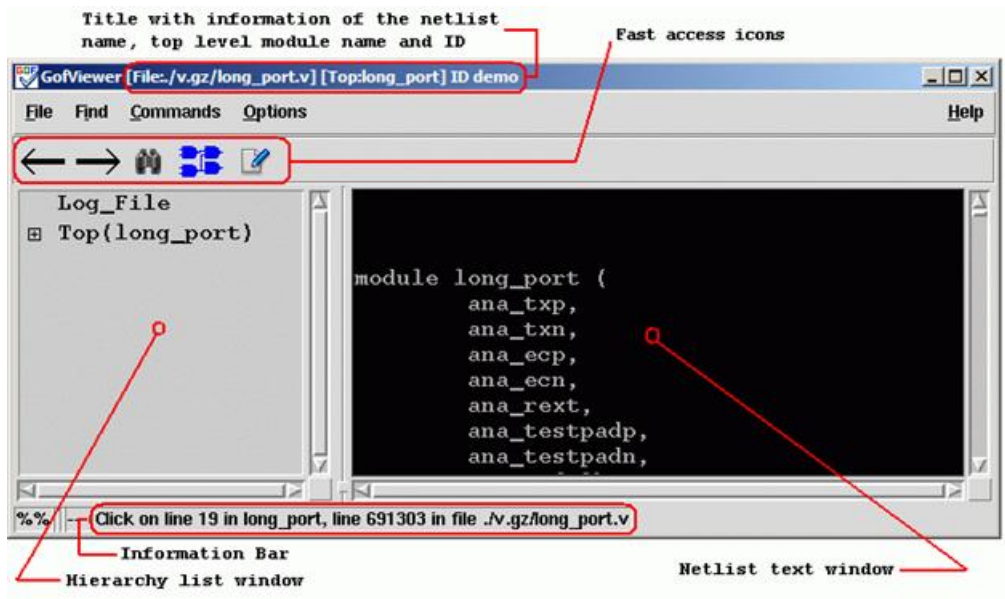 Title with information of the netlist
name, top level module name and ID
Fast access icons
GofViewer [File:./v.gz/long_port.v] [Top:long_port] ID demo
File Find Commands Options Help
Log_File
Top(long_port)
module long_port (
ana_txp,
ana_txn,
ana_ecp,
ana_ecn,
ana_rext,
ana_testpadp,
ana_testpadn,
%% -- Click on line 19 in long_port, line 691303 in file ./v.gz/long_port.v
Information Bar
Hierarchy list window
Netlist text window